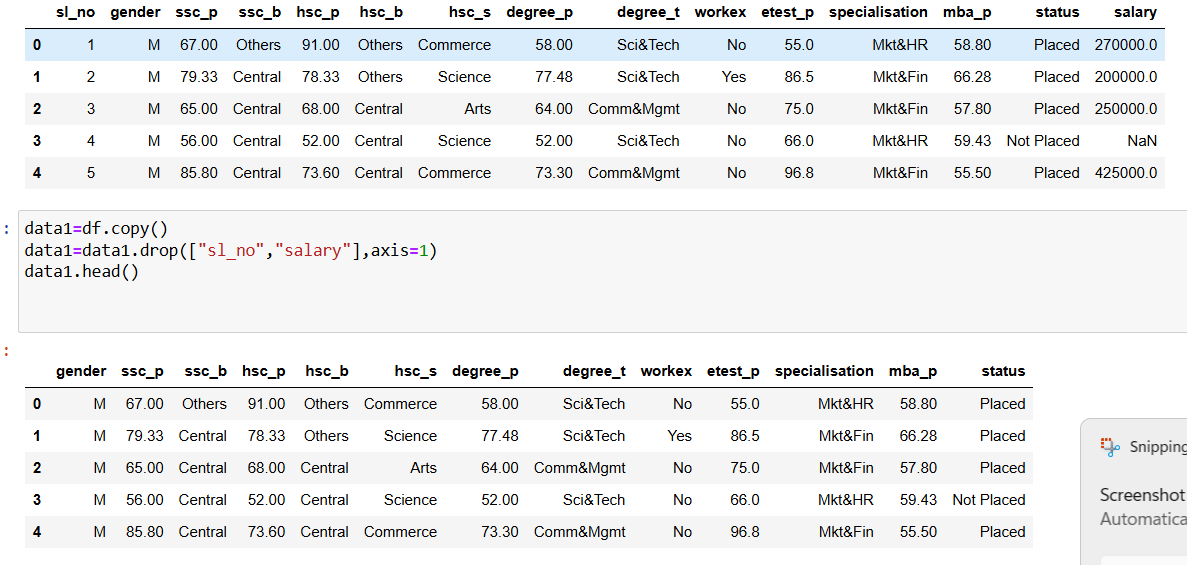 sl_no gender ssc_p ssc_b hsc_p hsc_b hsc_s degree_p degree_t workex etest_p specialisation mba_p status salary
0 1 M 67.00 Others 91.00 Others Commerce 58.00 Sci&Tech No 55.0 Mkt&HR 58.80 Placed 270000.0
1 2 M 79.33 Central 78.33 Others Science 77.48 Sci&Tech Yes 86.5 Mkt&Fin 66.28 Placed 200000.0
2 3 M 65.00 Central 68.00 Central Arts 64.00 Comm&Mgmt No 75.0 Mkt&Fin 57.80 Placed 250000.0
3 4 M 56.00 Central 52.00 Central Science 52.00 Sci&Tech No 66.0 Mkt&HR 59.43 Not Placed NaN
4 5 M 85.80 Central 73.60 Central Commerce 73.30 Comm&Mgmt No 96.8 Mkt&Fin 55.50 Placed 425000.0
: data1=df.copy()
data1=data1.drop(["sl_no","salary"],axis=1)
data1.head()
:
gender ssc_p ssc_b hsc_p hsc_b hsc_s degree_p degree_t workex etest_p specialisation mba_p status
0 M 67.00 Others 91.00 Others Commerce 58.00 Sci&Tech No 55.0 Mkt&HR 58.80 Placed
1 M 79.33 Central 78.33 Others Science 77.48 Sci&Tech Yes 86.5 Mkt&Fin 66.28 Placed
2 M 65.00 Central 68.00 Central Arts 64.00 Comm&Mgmt No 75.0 Mkt&Fin 57.80 Placed
3 M 56.00 Central 52.00 Central Science 52.00 Sci&Tech No 66.0 Mkt&HR 59.43 Not Placed
4 M 85.80 Central 73.60 Central Commerce 73.30 Comm&Mgmt No 96.8 Mkt&Fin 55.50 Placed
Snipping
Screenshot
Automatica